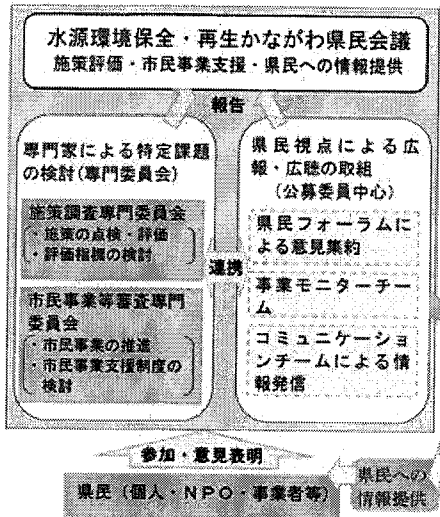 水源環境保全・再生かながわ県民会議
施策評価・市民事業支援・県民への情報提供
報告
専門家による特定課題
の検討(専門委員会)
施策調査専門委員会
・施策の点検・評価
・評価指標の検討
市民事業等審査専門
委員会
・市民事業の推進
・市民事業支援制度の
検討
連携
県民視点による広
報・広聴の取組
(公募委員中心)
県民フォーラムに
よる意見集約
事業モニターチー
ム
コミュニケーショ
ンチームによる情
報発信
参加・意見表明
県民(個人・NPO・事業者等)
県民への
情報提供